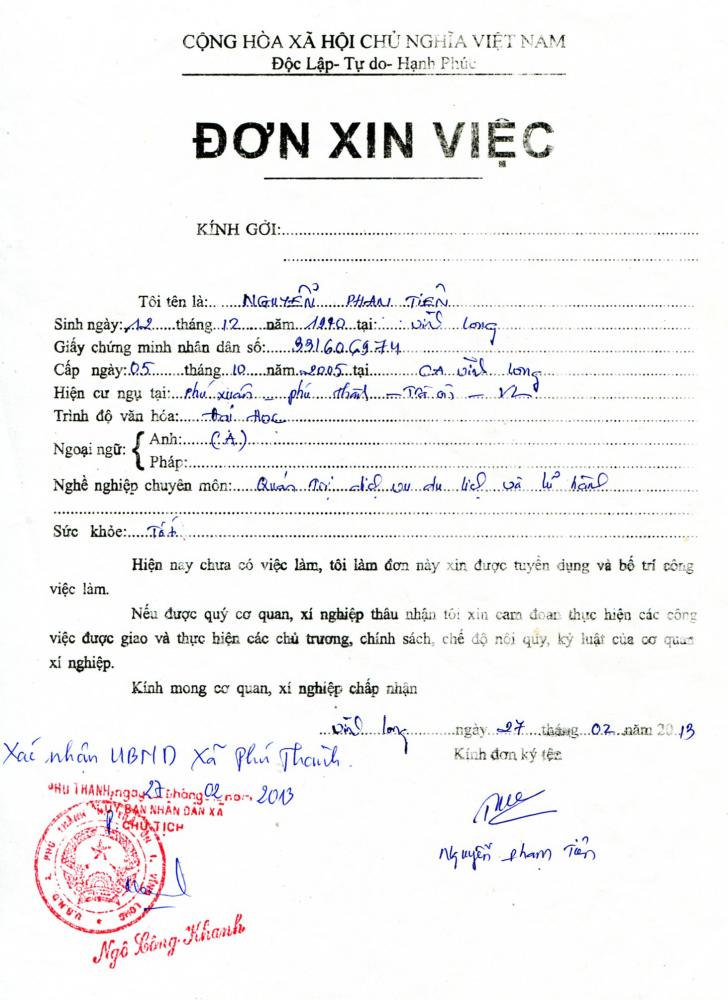 CỘNG HÒA XÃ HỘI CHỦ NGHĨA VIỆT NAM
Độc Lập- Tự do- Hạnh Phúc
ĐƠN XIN VIỆC
KÍNH GỞI:
Tôi tên là: NGUYỄN PHẠM TIẾN
Sinh ngày: 12 tháng 12 năm 1990 tại: Vĩnh Long
Giấy chứng minh nhân dân số: 331606974
Cấp ngày: 05 tháng 10 năm 2005 tại CA Vĩnh Long
Hiện cư ngụ tại: Phú Xuân - Phú Thành - Trà Ôn - VL
Trình độ văn hóa: Đại học
Ngoại ngữ: Anh: (A)
Pháp:
Nghề nghiệp chuyên môn: Quản Trị dịch vụ du lịch và lữ hành
Sức khỏe: Tốt
Hiện nay chưa có việc làm, tôi làm đơn này xin được tuyển dụng và bố trí công
việc làm.
Nếu được quý cơ quan, xí nghiệp thâu nhận tôi xin cam đoan thực hiện các công
việc được giao và thực hiện các chủ trương, chính sách, chế độ nôi quy, kỷ luật của cơ quan
xí nghiệp.
Kính mong cơ quan, xí nghiệp chấp nhận
Vĩnh Long ngày 27 tháng 02 năm 2013
Kính đơn ký tên
Xác nhận UBND Xã Phú Thành.
PHÚ THÀNH, ngày 27 tháng 02 năm 2013
ỦY BAN NHÂN DÂN XÃ
P. CHỦ TỊCH
Nguyễn Phạm Tiến
Ngô Công Khanh